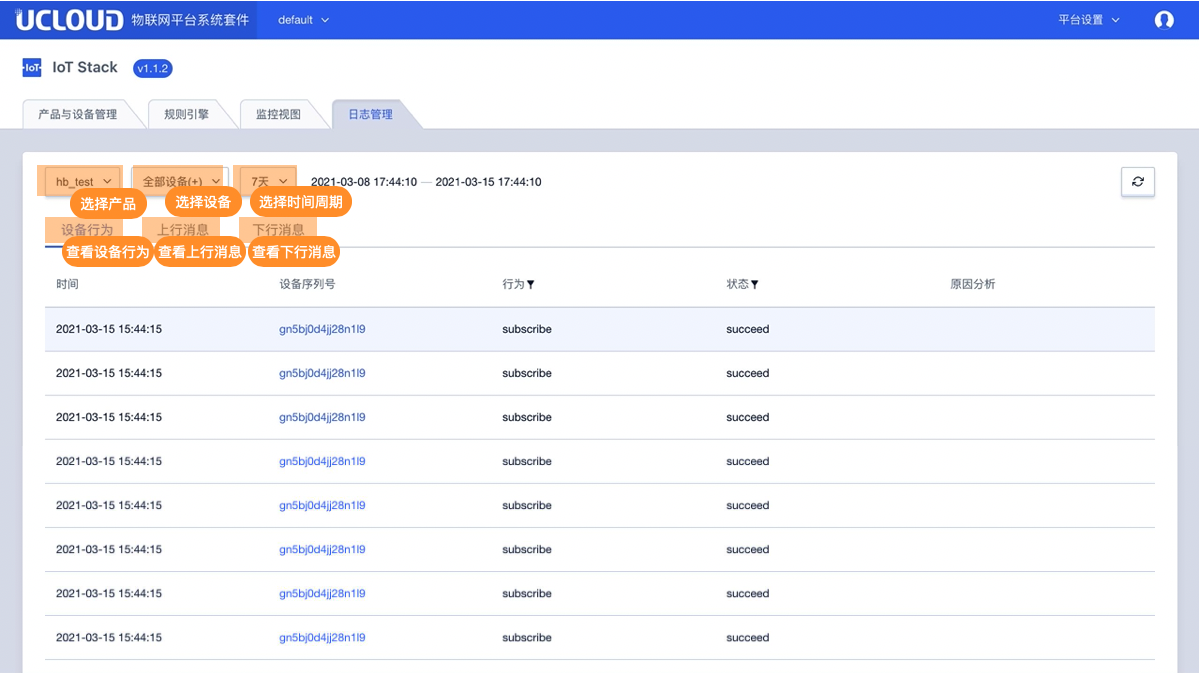 UCLOUD 物联网平台系统套件 default 平台设置
IoT IoT Stack v1.1.2
产品与设备管理 规则引擎 监控视图 日志管理
hb_test 全部设备(+) 7天 2021-03-08 17:44:10 — 2021-03-15 17:44:10
选择产品 选择设备 选择时间周期
设备行为 上行消息 下行消息
查看设备行为 查看上行消息 查看下行消息
时间 设备序列号 行为 状态 原因分析
2021-03-15 15:44:15 gn5bj0d4jj28n1l9 subscribe succeed
2021-03-15 15:44:15 gn5bj0d4jj28n1l9 subscribe succeed
2021-03-15 15:44:15 gn5bj0d4jj28n1l9 subscribe succeed
2021-03-15 15:44:15 gn5bj0d4jj28n1l9 subscribe succeed
2021-03-15 15:44:15 gn5bj0d4jj28n1l9 subscribe succeed
2021-03-15 15:44:15 gn5bj0d4jj28n1l9 subscribe succeed
2021-03-15 15:44:15 gn5bj0d4jj28n1l9 subscribe succeed
2021-03-15 15:44:15 gn5bj0d4jj28n1l9 subscribe succeed